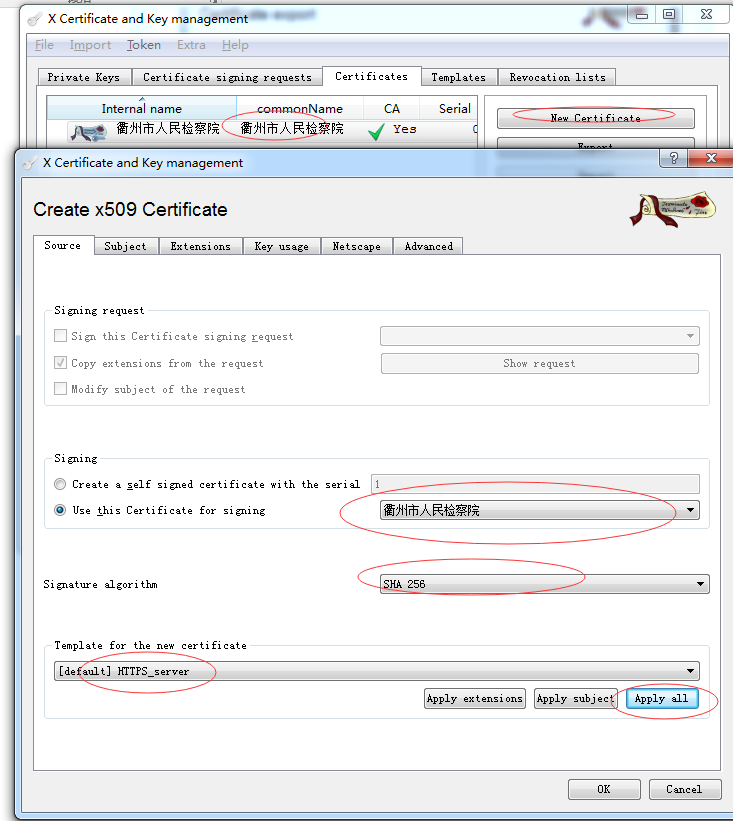 X Certificate and Key management
File Import Token Extra Help
Private Keys Certificate signing requests Certificates Templates Revocation lists
Internal name commonName CA Serial
衢州市人民检察院 衢州市人民检察院 Yes
New Certificate
Export
X Certificate and Key management
Create x509 Certificate
Source Subject Extensions Key usage Netscape Advanced
Signing request
Sign this Certificate signing request
Copy extensions from the request Show request
Modify subject of the request
Signing
Create a self signed certificate with the serial 1
Use this Certificate for signing 衢州市人民检察院
Signature algorithm SHA 256
Template for the new certificate
[default] HTTPS_server
Apply extensions Apply subject Apply all
OK Cancel